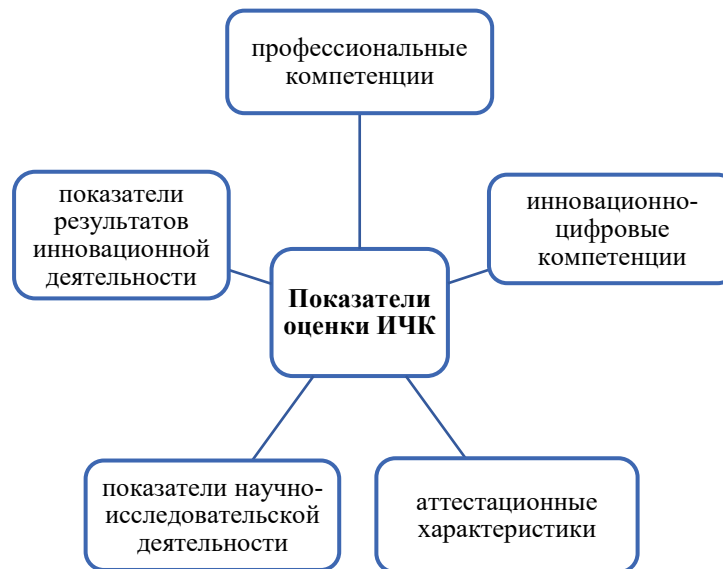 профессиональные
компетенции
показатели
результатов
инновационной
деятельности
инновационно-
цифровые
компетенции
Показатели
оценки ИЧК
показатели научно-
исследовательской
деятельности
аттестационные
характеристики